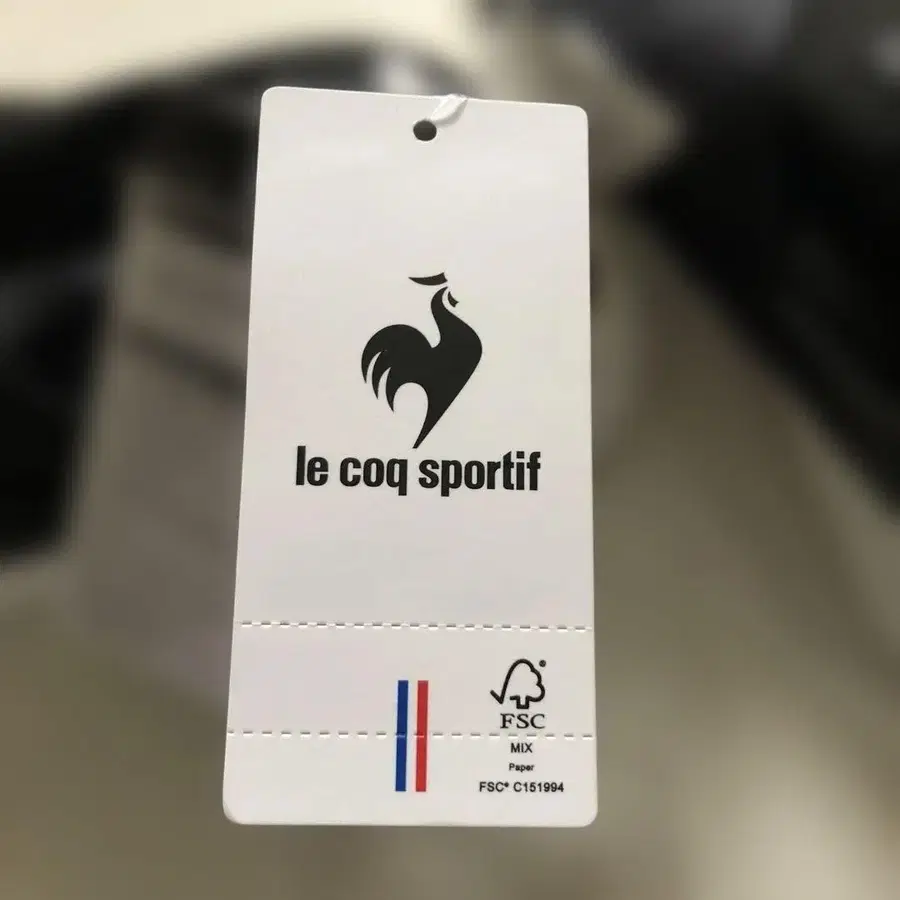 le coq sportif
FSC
MIX
Paper
FSC® C151994